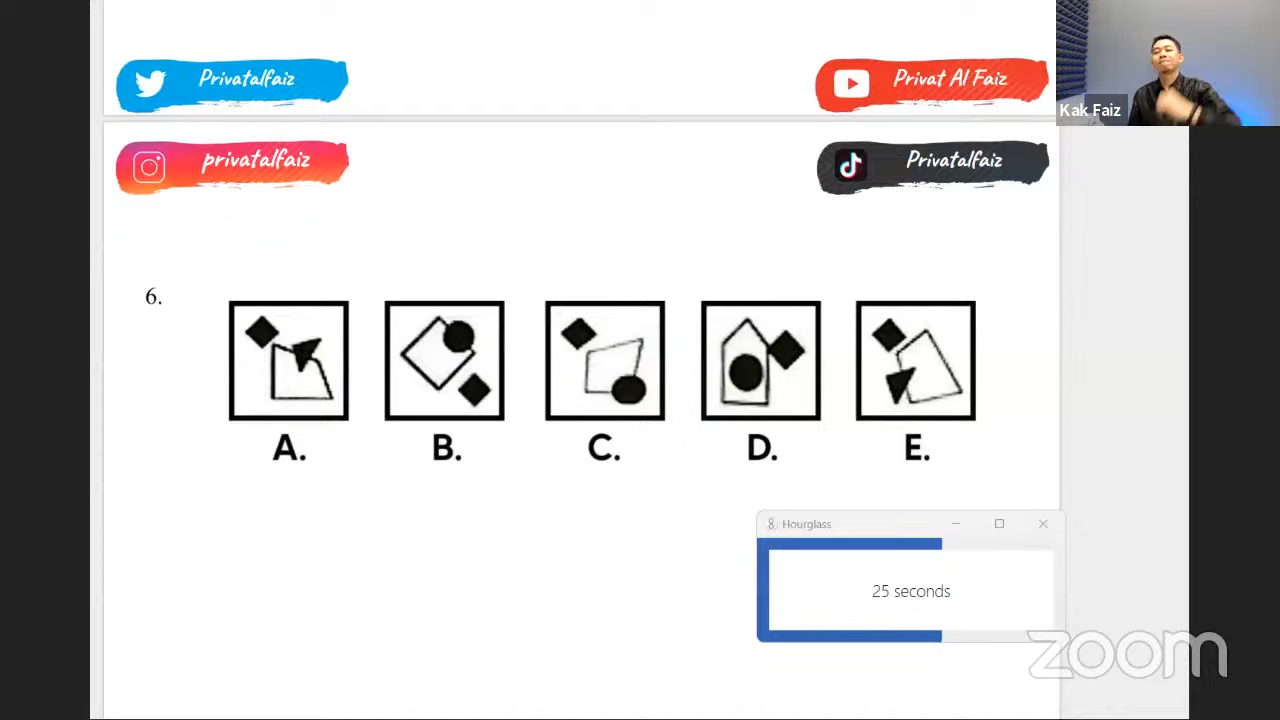 Privatalfaiz
Privat Al Faiz
Kak Faiz
privatalfaiz
Privatalfaiz
6.
A.
B.
C.
D.
E.
Hourglass
25 seconds
zoom